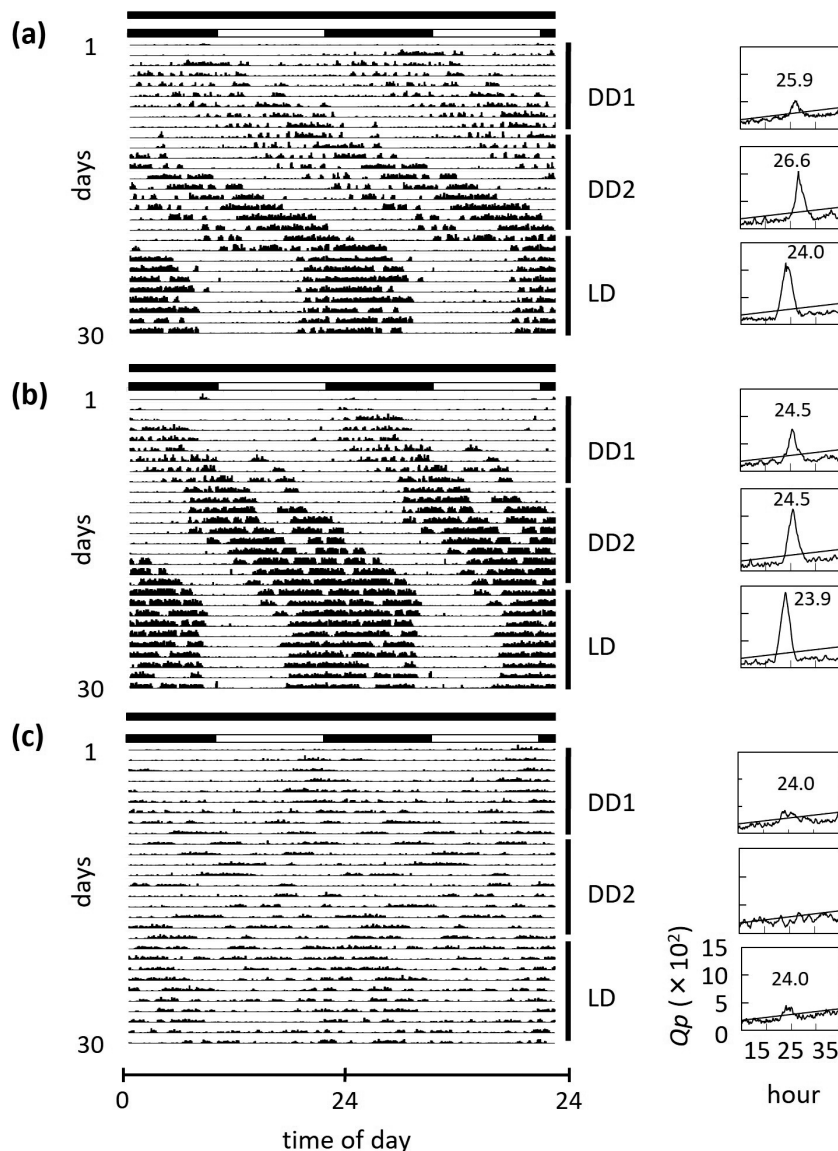 (a)
1
days
30
DD1
DD2
LD
25.9
26.6
24.0
(b)
1
days
30
DD1
DD2
LD
24.5
24.5
23.9
(c)
1
days
30
DD1
DD2
LD
24.0
24.0
Qp (×10²)
15
10
5
0
15 25 35
hour
0 24 24
time of day